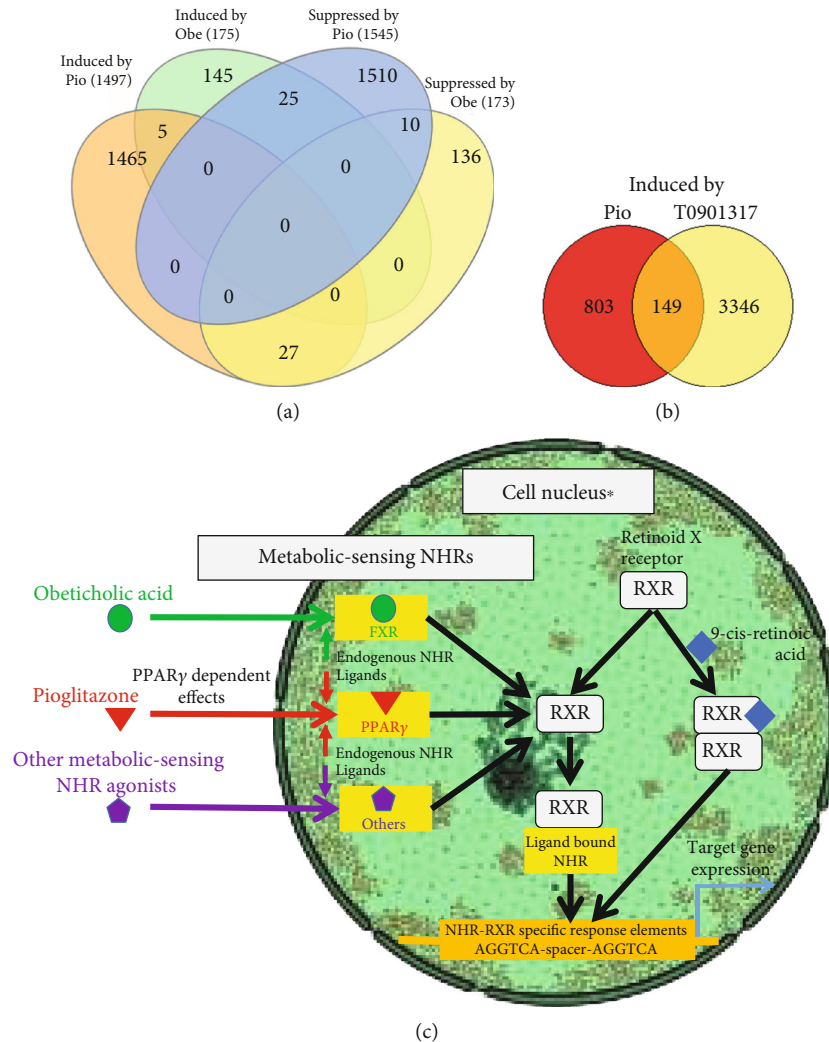 Induced by
Obe (175)
Suppressed by
Pio (1545)
Induced by
Pio (1497)
Suppressed by
Obe (173)
145
1510
25
5
10
1465
136
0
0
0
0
0
0
0
27
(a)
Induced by
Pio
T0901317
803
149
3346
(b)
Cell nucleus*
Metabolic-sensing NHRs
Retinoid X
receptor
RXR
Obeticholic acid
FXR
9-cis-retinoic
acid
Endogenous NHR
Ligands
Pioglitazone
PPARγ dependent
effects
PPARγ
RXR
RXR
RXR
Endogenous NHR
Ligands
Other metabolic-sensing
NHR agonists
Others
RXR
Ligand bound
NHR
Target gene
expression
NHR-RXR specific response elements
AGGTCA-spacer-AGGTCA
(c)